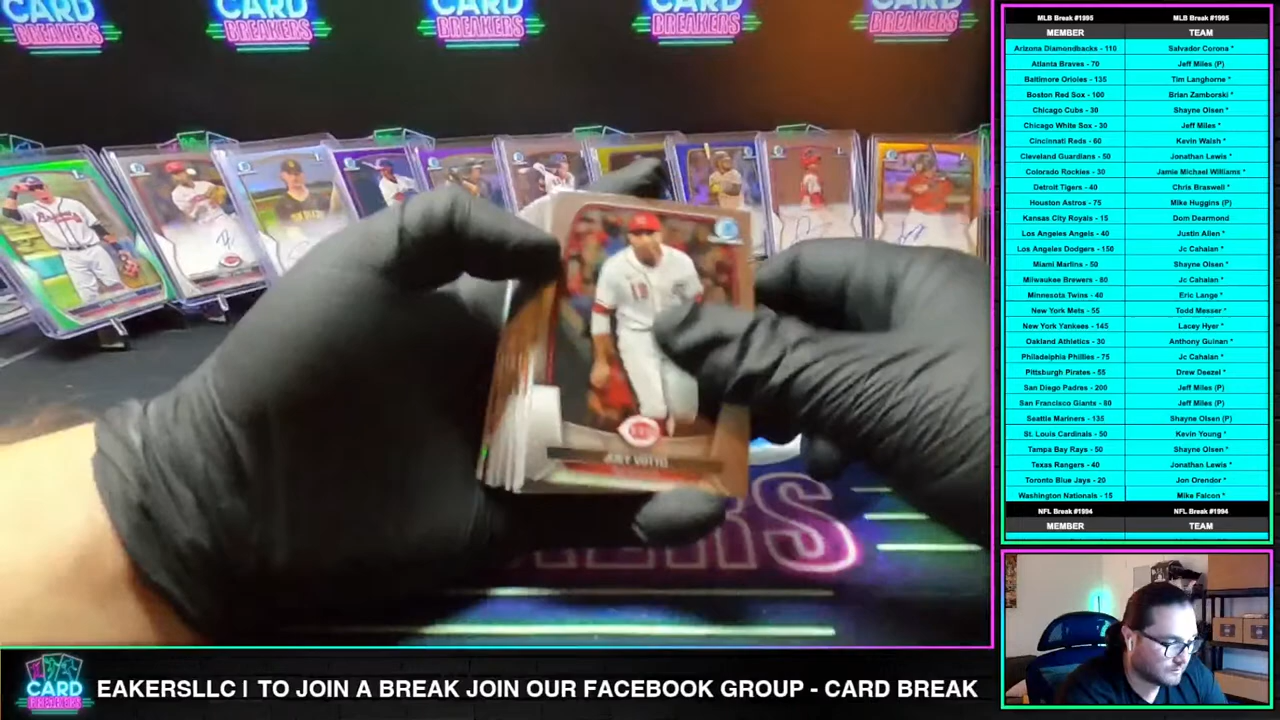 CARD BREAKERS
CARD BREAKERS
CARD BREAKERS
CARD BREAKERS
CARD BREAKERS
Braves
JOEY VOTTO
ERS
MLB Break #1995 MLB Break #1995
MEMBER TEAM
Arizona Diamondbacks - 110 Salvador Corona *
Atlanta Braves - 70 Jeff Miles (P)
Baltimore Orioles - 135 Tim Langhorne *
Boston Red Sox - 100 Brian Zamborski *
Chicago Cubs - 30 Shayne Olsen *
Chicago White Sox - 30 Jeff Miles *
Cincinnati Reds - 60 Kevin Walsh *
Cleveland Guardians - 50 Jonathan Lewis *
Colorado Rockies - 30 Jamie Michael Williams *
Detroit Tigers - 40 Chris Braswell *
Houston Astros - 75 Mike Huggins (P)
Kansas City Royals - 15 Dom Dearmond
Los Angeles Angels - 40 Justin Allen *
Los Angeles Dodgers - 150 Jc Cahalan *
Miami Marlins - 50 Shayne Olsen *
Milwaukee Brewers - 80 Jc Cahalan *
Minnesota Twins - 40 Eric Lange *
New York Mets - 55 Todd Messer *
New York Yankees - 145 Lacey Hyer *
Oakland Athletics - 30 Anthony Guinan *
Philadelphia Phillies - 75 Jc Cahalan *
Pittsburgh Pirates - 55 Drew Deezel *
San Diego Padres - 200 Jeff Miles (P)
San Francisco Giants - 80 Jeff Miles (P)
Seattle Mariners - 135 Shayne Olsen (P)
St. Louis Cardinals - 50 Kevin Young *
Tampa Bay Rays - 50 Shayne Olsen *
Texas Rangers - 40 Jonathan Lewis *
Toronto Blue Jays - 20 Jon Orendor *
Washington Nationals - 15 Mike Falcon *
NFL Break #1994 NFL Break #1994
MEMBER TEAM
CARD BREAKERS
EAKERSLLC | TO JOIN A BREAK JOIN OUR FACEBOOK GROUP - CARD BREAK